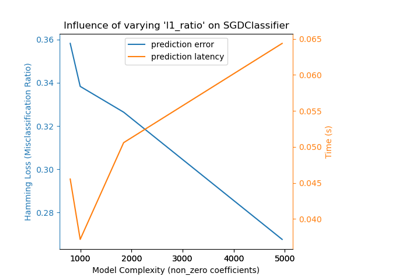 Influence of varying 'l1_ratio' on SGDClassifier
prediction error
prediction latency
0.36
0.34
0.32
0.30
0.28
Hamming Loss (Misclassification Ratio)
0.065
0.060
0.055
0.050
0.045
0.040
Time (s)
1000 2000 3000 4000 5000
Model Complexity (non_zero coefficients)